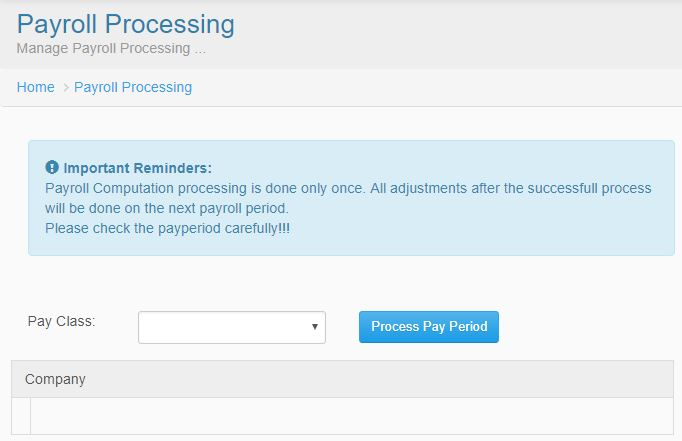 Payroll Processing
Manage Payroll Processing ...
Home > Payroll Processing
Important Reminders:
Payroll Computation processing is done only once. All adjustments after the successfull process
will be done on the next payroll period.
Please check the payperiod carefully!!!
Pay Class:
Process Pay Period
Company